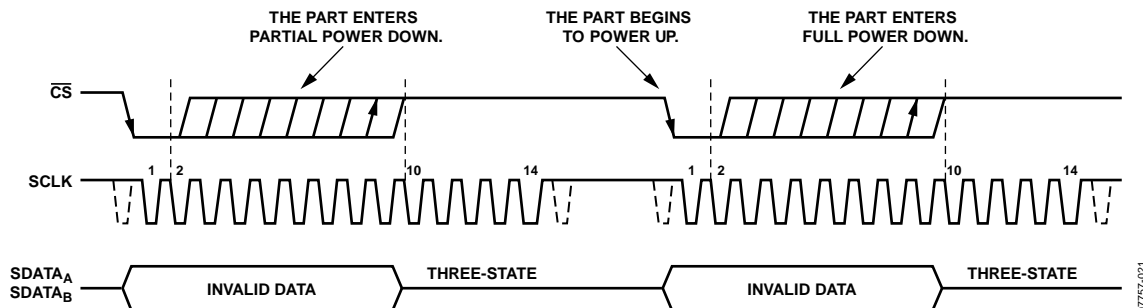 THE PART ENTERS
PARTIAL POWER DOWN.
THE PART BEGINS
TO POWER UP.
THE PART ENTERS
FULL POWER DOWN.
CS
SCLK
1 2 10 14 1 2 10 14
SDATAA
SDATAB
INVALID DATA THREE-STATE INVALID DATA THREE-STATE